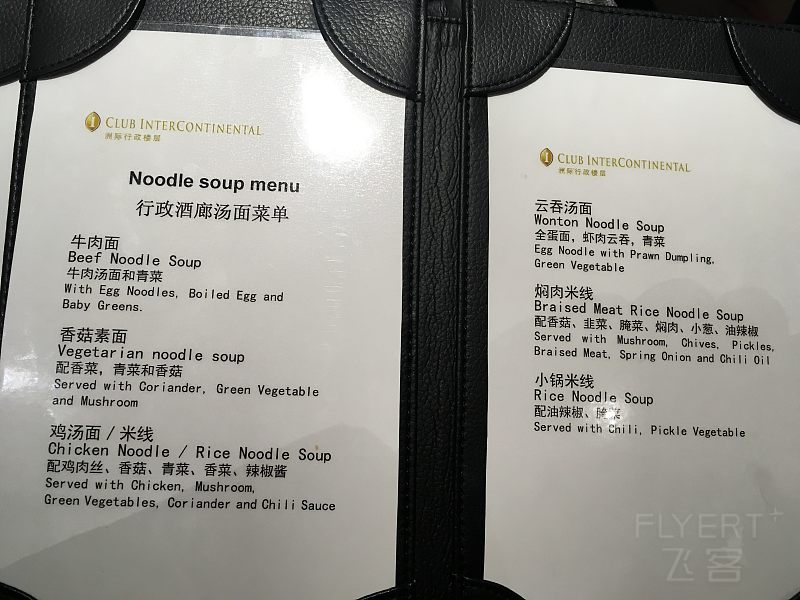 CLUB INTERCONTINENTAL
洲际行政楼层
Noodle soup menu
行政酒廊汤面菜单
牛肉面
Beef Noodle Soup
牛肉汤面和青菜
With Egg Noodles, Boiled Egg and
Baby Greens.
香菇素面
Vegetarian noodle soup
配香菜，青菜和香菇
Served with Coriander, Green Vegetable
and Mushroom
鸡汤面 / 米线
Chicken Noodle / Rice Noodle Soup
配鸡肉丝、香菇、青菜、香菜、辣椒酱
Served with Chicken, Mushroom,
Green Vegetables, Coriander and Chili Sauce
CLUB INTERCONTINENTAL
洲际行政楼层
云吞汤面
Wonton Noodle Soup
全蛋面，虾肉云吞，青菜
Egg Noodle with Prawn Dumpling,
Green Vegetable
焖肉米线
Braised Meat Rice Noodle Soup
配香菇、韭菜、腌菜、焖肉、小葱、油辣椒
Served with Mushroom, Chives, Pickles,
Braised Meat, Spring Onion and Chili Oil
小锅米线
Rice Noodle Soup
配油辣椒、腌菜
Served with Chili, Pickle Vegetable
FLYERT+
飞客